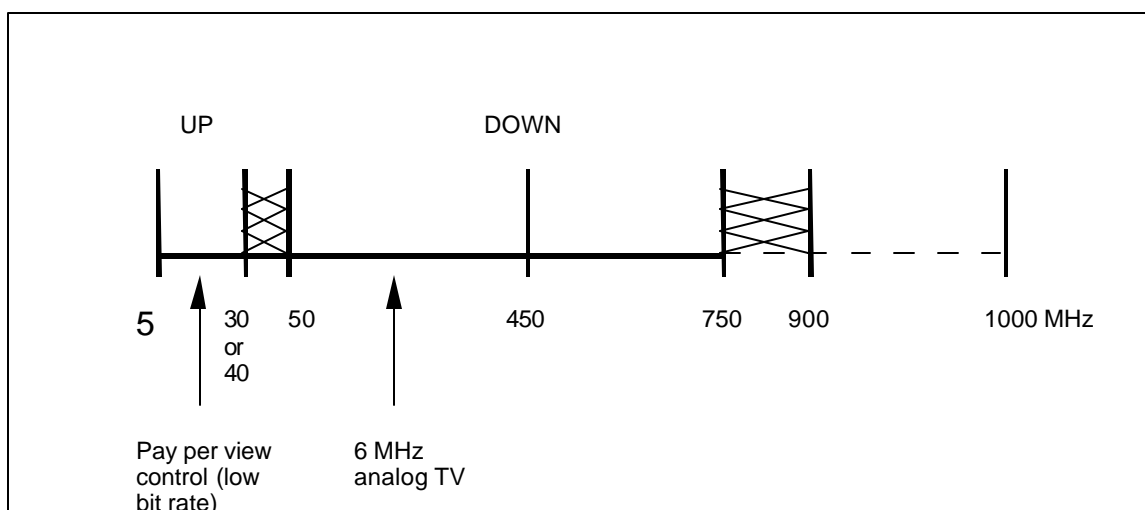 UP
DOWN
5
30
or
40
50
450
750
900
1000 MHz
Pay per view
control (low
bit rate)
6 MHz
analog TV